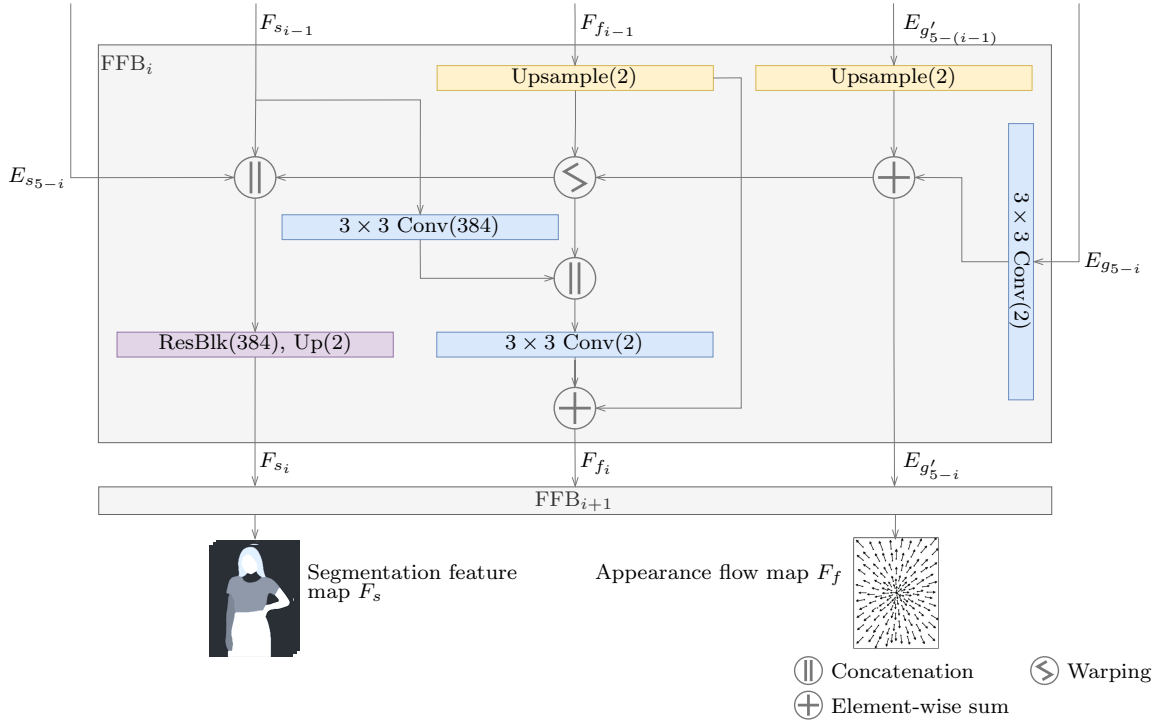 F_{s_{i-1}} F_{f_{i-1}} E_{g'_{5-(i-1)}}
FFB_i
Upsample(2) Upsample(2)
E_{s_{5-i}}
3 × 3 Conv(384)
3 × 3 Conv(2)
E_{g_{5-i}}
ResBlk(384), Up(2) 3 × 3 Conv(2)
F_{s_i} F_{f_i} E_{g'_{5-i}}
FFB_{i+1}
Segmentation feature
map F_s
Appearance flow map F_f
Concatenation Warping
Element-wise sum